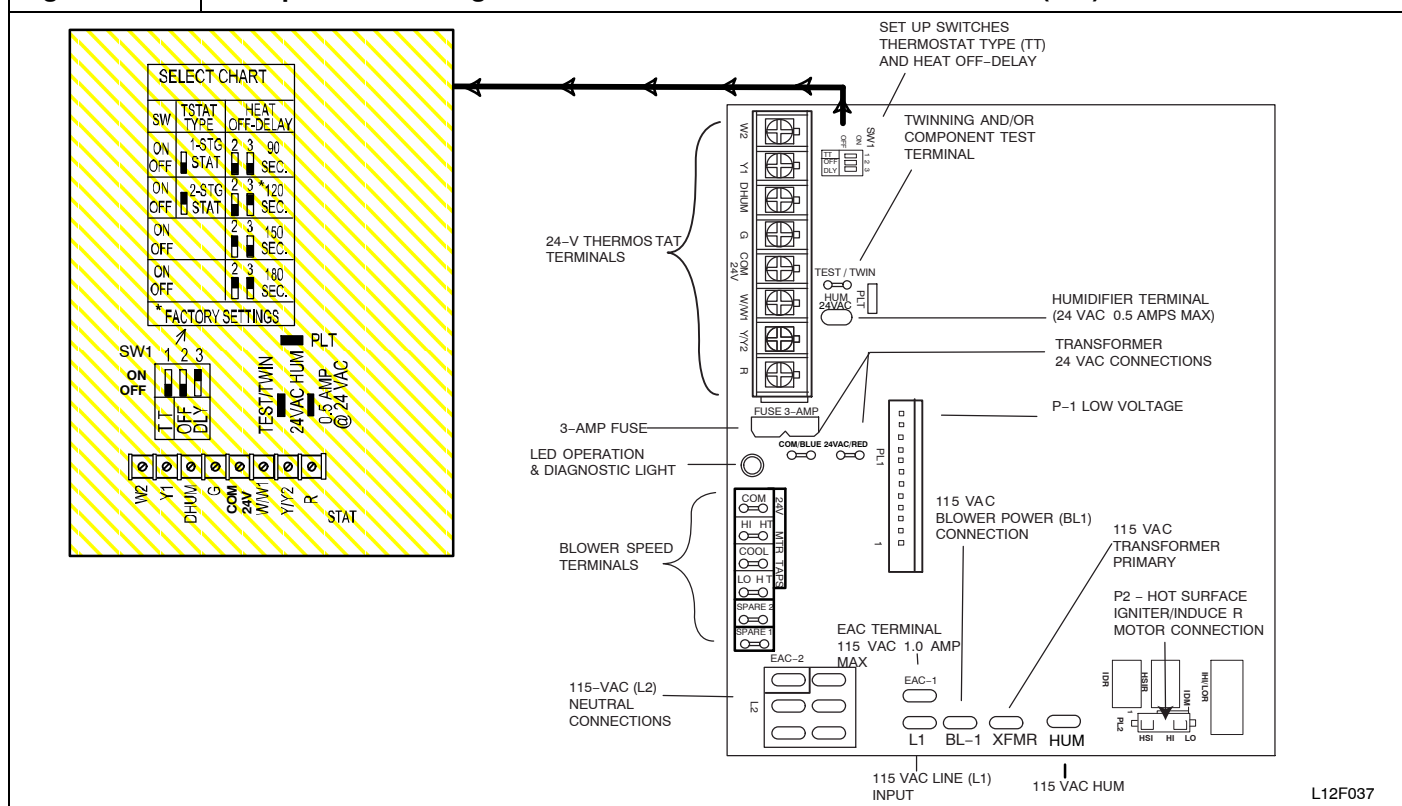 SELECT CHART
SW TSTAT TYPE HEAT OFF-DELAY
ON OFF 1-STG STAT 2 3 90 SEC.
ON OFF 2-STG STAT 2 3 *120 SEC.
ON OFF 2 3 150 SEC.
ON OFF 2 3 180 SEC.
* FACTORY SETTINGS
SW1 1 2 3
ON
OFF
TT
OFF
DLY
PLT
TEST/TWIN
24VAC HUM
0.5 AMP
@ 24 VAC
W2
Y1
DHUM
G
COM
24V
W/W1
Y/Y2
R
STAT
SET UP SWITCHES
THERMOSTAT TYPE (TT)
AND HEAT OFF-DELAY
TWINNING AND/OR
COMPONENT TEST
TERMINAL
24-V THERMOS TAT
TERMINALS
W2
Y1
DHUM
G
COM
24V
W/W1
Y/Y2
R
SW1
OFF
ON
TT
OFF
DLY
1 2 3
TEST / TWIN
HUM
24VAC
PLT
HUMIDIFIER TERMINAL
(24 VAC 0.5 AMPS MAX)
TRANSFORMER
24 VAC CONNECTIONS
P-1 LOW VOLTAGE
FUSE 3-AMP
3-AMP FUSE
COM/BLUE 24VAC/RED
LED OPERATION
& DIAGNOSTIC LIGHT
PL1
1
BLOWER SPEED
TERMINALS
COM
HI HT
COOL
LO H T
SPARE 2
SPARE 1
24V
MTR TAPS
115 VAC
BLOWER POWER (BL1)
CONNECTION
115 VAC
TRANSFORMER
PRIMARY
P2 - HOT SURFACE
IGNITER/INDUCE R
MOTOR CONNECTION
EAC TERMINAL
115 VAC 1.0 AMP
MAX
EAC-2
EAC-1
115-VAC (L2)
NEUTRAL
CONNECTIONS
L2
L1 BL-1 XFMR HUM
IDR
HSIR
IDM
IHI/LOR
PL2
1
HSI HI LO
115 VAC LINE (L1)
INPUT
115 VAC HUM
L12F037